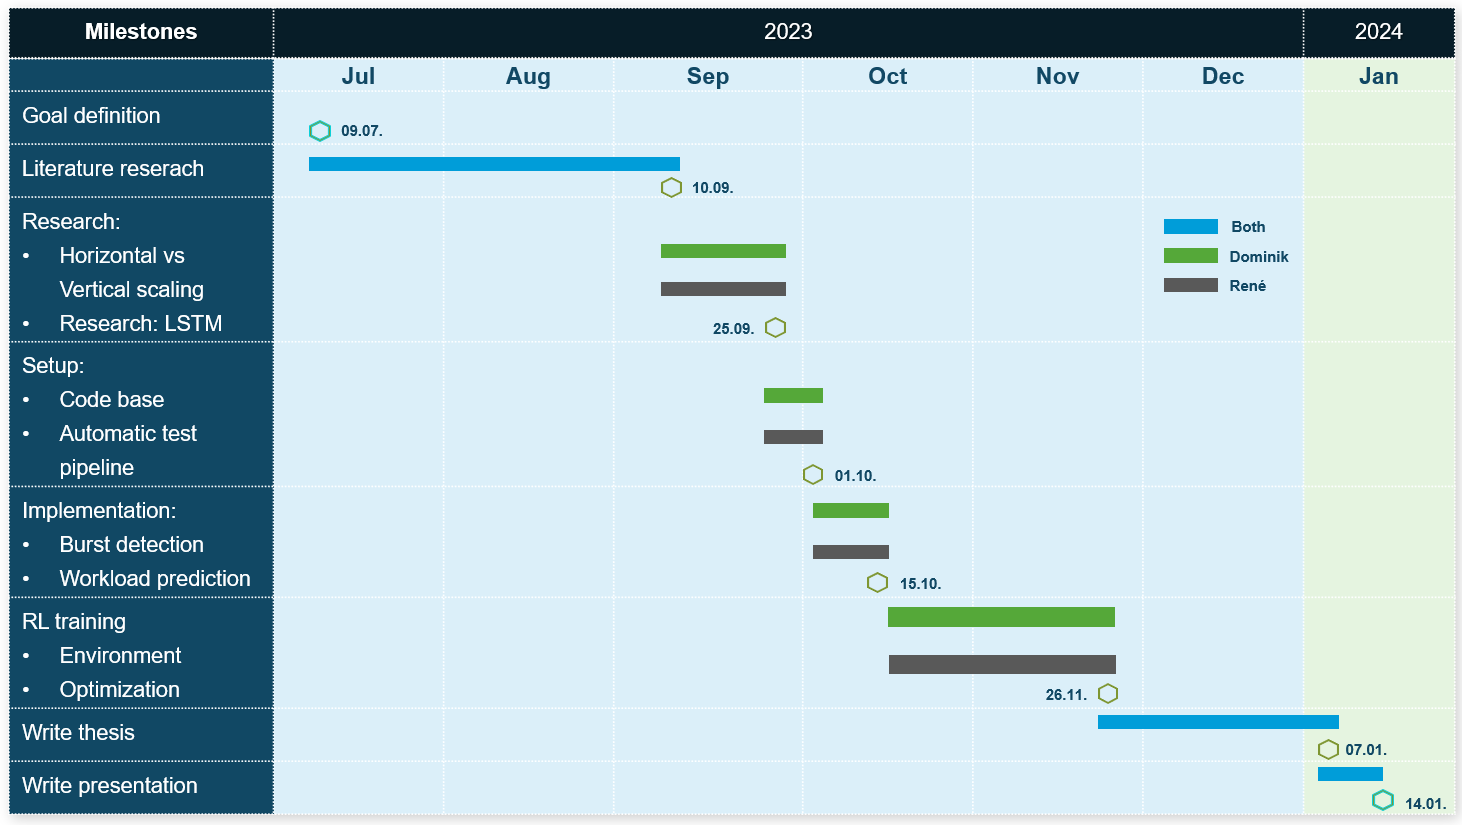 Milestones 2023 2024
Jul Aug Sep Oct Nov Dec Jan
Goal definition
09.07.
Literature reserach
10.09.
Research:
• Horizontal vs
Vertical scaling
• Research: LSTM
25.09.
Both
Dominik
René
Setup:
• Code base
• Automatic test
pipeline
01.10.
Implementation:
• Burst detection
• Workload prediction
15.10.
RL training
• Environment
• Optimization
26.11.
Write thesis
07.01.
Write presentation
14.01.